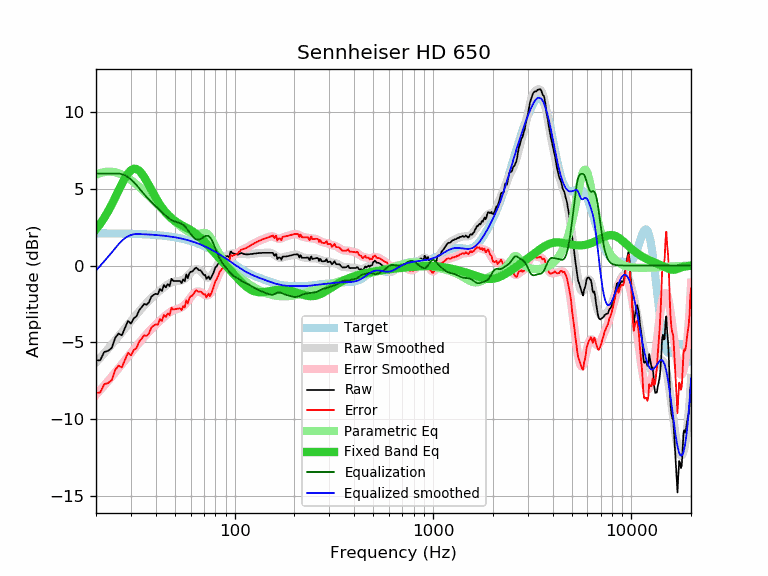 Sennheiser HD 650
Amplitude (dBr)
10
5
0
−5
−10
−15
Target
Raw Smoothed
Error Smoothed
Raw
Error
Parametric Eq
Fixed Band Eq
Equalization
Equalized smoothed
100 1000 10000
Frequency (Hz)